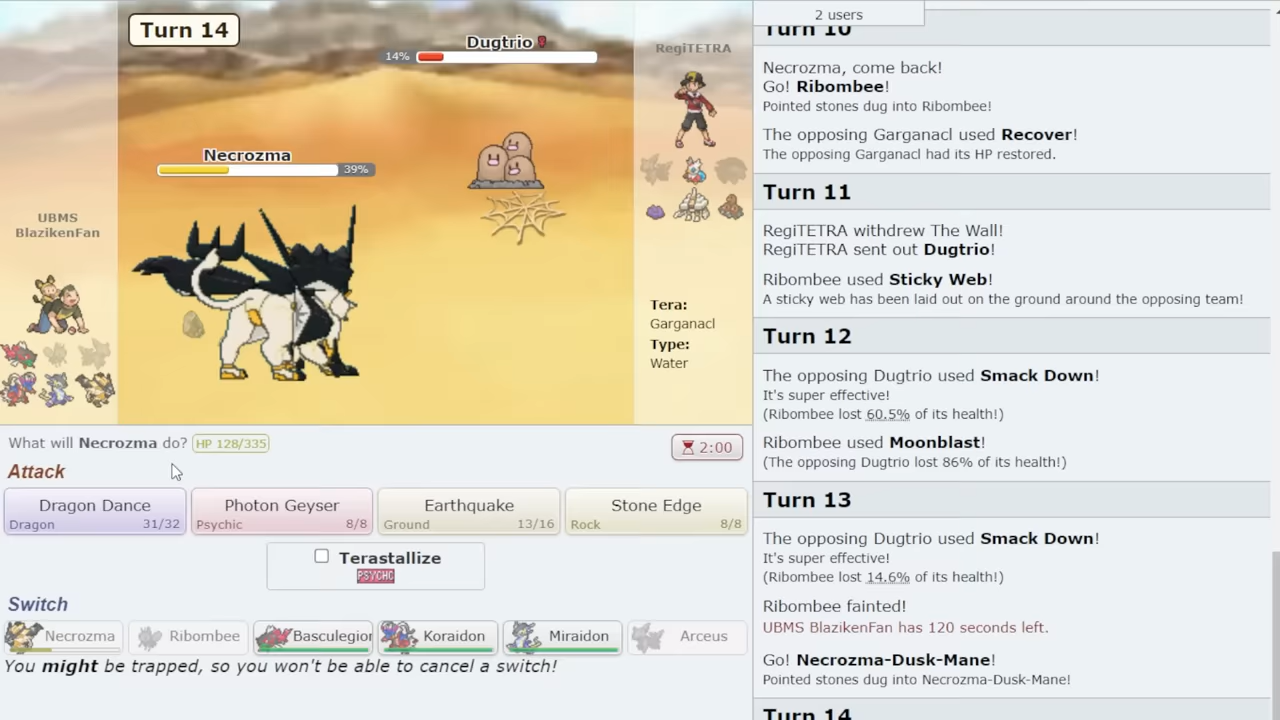 Turn 14
Dugtrio
14%
Necrozma
39%
UBMS
BlazikenFan
RegiTETRA
Tera:
Garganacl
Type:
Water
What will Necrozma do? HP 128/335
2:00
Attack
Dragon Dance
Dragon 31/32
Photon Geyser
Psychic 8/8
Earthquake
Ground 13/16
Stone Edge
Rock 8/8
Terastallize
PSYCHC
Switch
Necrozma
Ribombee
Basculegion
Koraidon
Miraidon
Arceus
You might be trapped, so you won't be able to cancel a switch!
2 users
Turn 10
Necrozma, come back!
Go! Ribombee!
Pointed stones dug into Ribombee!
The opposing Garganacl used Recover!
The opposing Garganacl had its HP restored.
Turn 11
RegiTETRA withdrew The Wall!
RegiTETRA sent out Dugtrio!
Ribombee used Sticky Web!
A sticky web has been laid out on the ground around the opposing team!
Turn 12
The opposing Dugtrio used Smack Down!
It's super effective!
(Ribombee lost 60.5% of its health!)
Ribombee used Moonblast!
(The opposing Dugtrio lost 86% of its health!)
Turn 13
The opposing Dugtrio used Smack Down!
It's super effective!
(Ribombee lost 14.6% of its health!)
Ribombee fainted!
UBMS BlazikenFan has 120 seconds left.
Go! Necrozma-Dusk-Mane!
Pointed stones dug into Necrozma-Dusk-Mane!
Turn 14